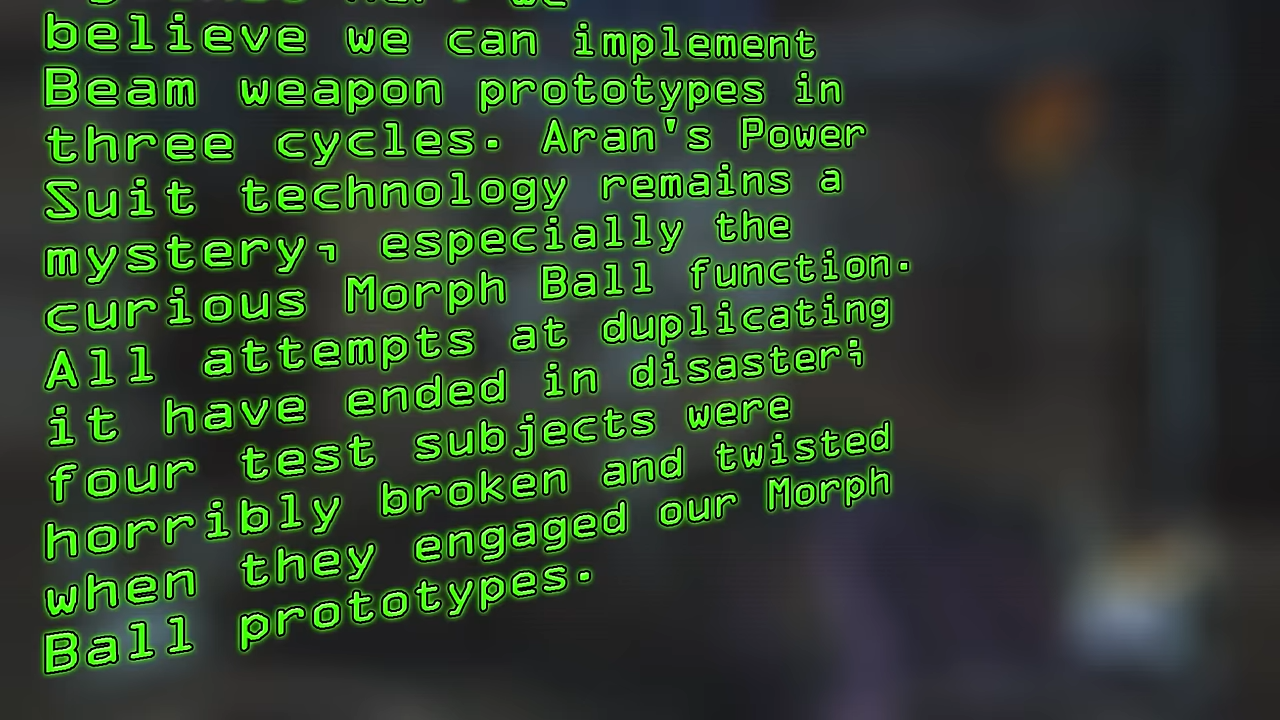 we
believe we can implement
Beam weapon prototypes in
three cycles. Aran's Power
Suit technology remains a
mystery, especially the
curious Morph Ball function.
All attempts at duplicating
it have ended in disaster;
four test subjects were
horribly broken and twisted
when they engaged our Morph
Ball prototypes.